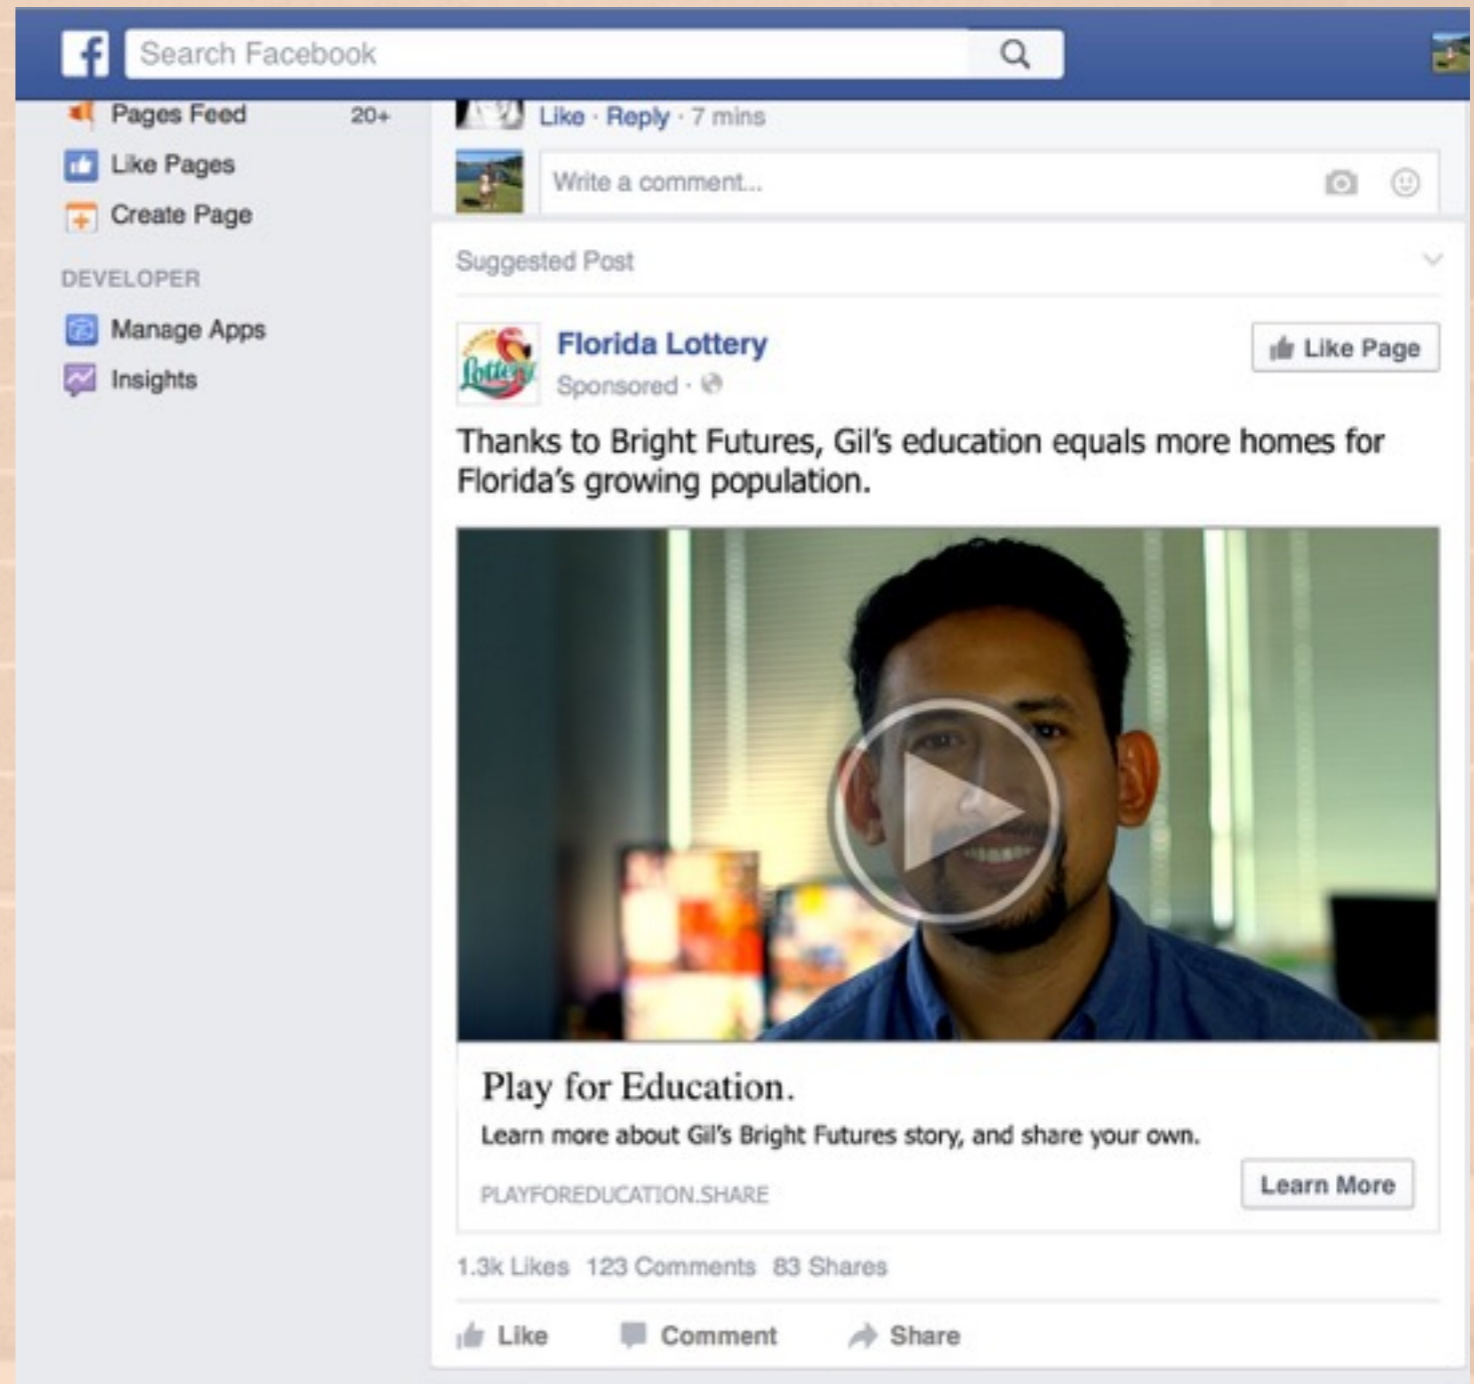 Search Facebook
Pages Feed 20+
Like Pages
Create Page
DEVELOPER
Manage Apps
Insights
Like · Reply · 7 mins
Write a comment...
Suggested Post
Lottery
Florida Lottery
Like Page
Sponsored ·
Thanks to Bright Futures, Gil's education equals more homes for
Florida's growing population.
Play for Education.
Learn more about Gil's Bright Futures story, and share your own.
PLAYFOREDUCATION.SHARE
Learn More
1.3k Likes 123 Comments 83 Shares
Like Comment Share